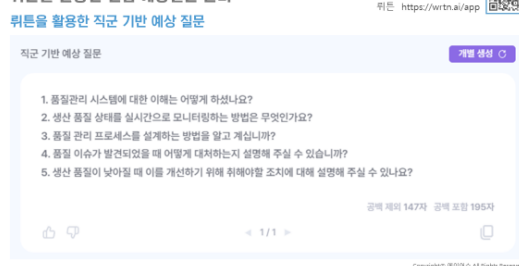 뤼튼 https://wrtn.ai/app
뤼튼을 활용한 직군 기반 예상 질문
직군 기반 예상 질문
개별 생성
1. 품질관리 시스템에 대한 이해는 어떻게 하셨나요?
2. 생산 품질 상태를 실시간으로 모니터링하는 방법은 무엇인가요?
3. 품질 관리 프로세스를 설계하는 방법을 알고 계십니까?
4. 품질 이슈가 발견되었을 때 어떻게 대처하는지 설명해 주실 수 있습니까?
5. 생산 품질이 낮아질 때 이를 개선하기 위해 취해야할 조치에 대해 설명해 주실 수 있나요?
공백 제외 147자 공백 포함 195자
1 / 1